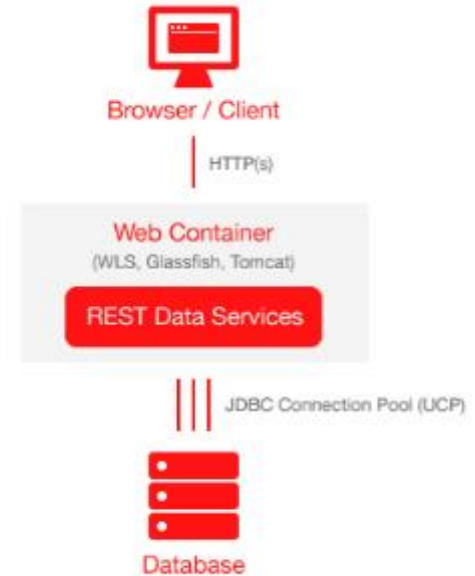 Browser / Client
HTTP(s)
Web Container
(WLS, Glassfish, Tomcat)
REST Data Services
JDBC Connection Pool (UCP)
Database